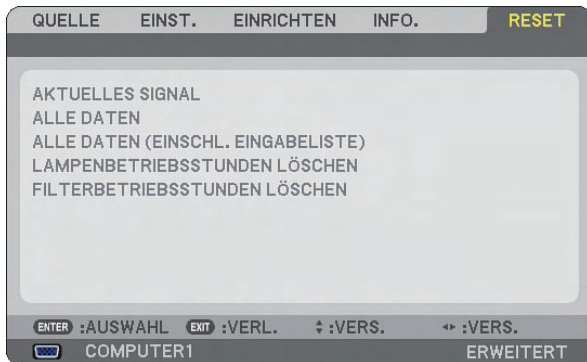 QUELLE EINST. EINRICHTEN INFO. RESET
AKTUELLES SIGNAL
ALLE DATEN
ALLE DATEN (EINSCHL. EINGABELISTE)
LAMPENBETRIEBSSTUNDEN LÖSCHEN
FILTERBETRIEBSSTUNDEN LÖSCHEN
ENTER :AUSWAHL EXIT :VERL. :VERS. :VERS.
COMPUTER1 ERWEITERT